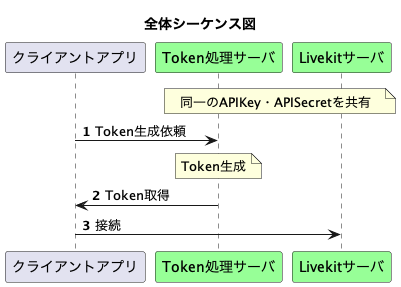 全体シーケンス図
クライアントアプリ
Token処理サーバ
Livekitサーバ
同一のAPIKey・APISecretを共有
1 Token生成依頼
Token生成
2 Token取得
3 接続
クライアントアプリ
Token処理サーバ
Livekitサーバ